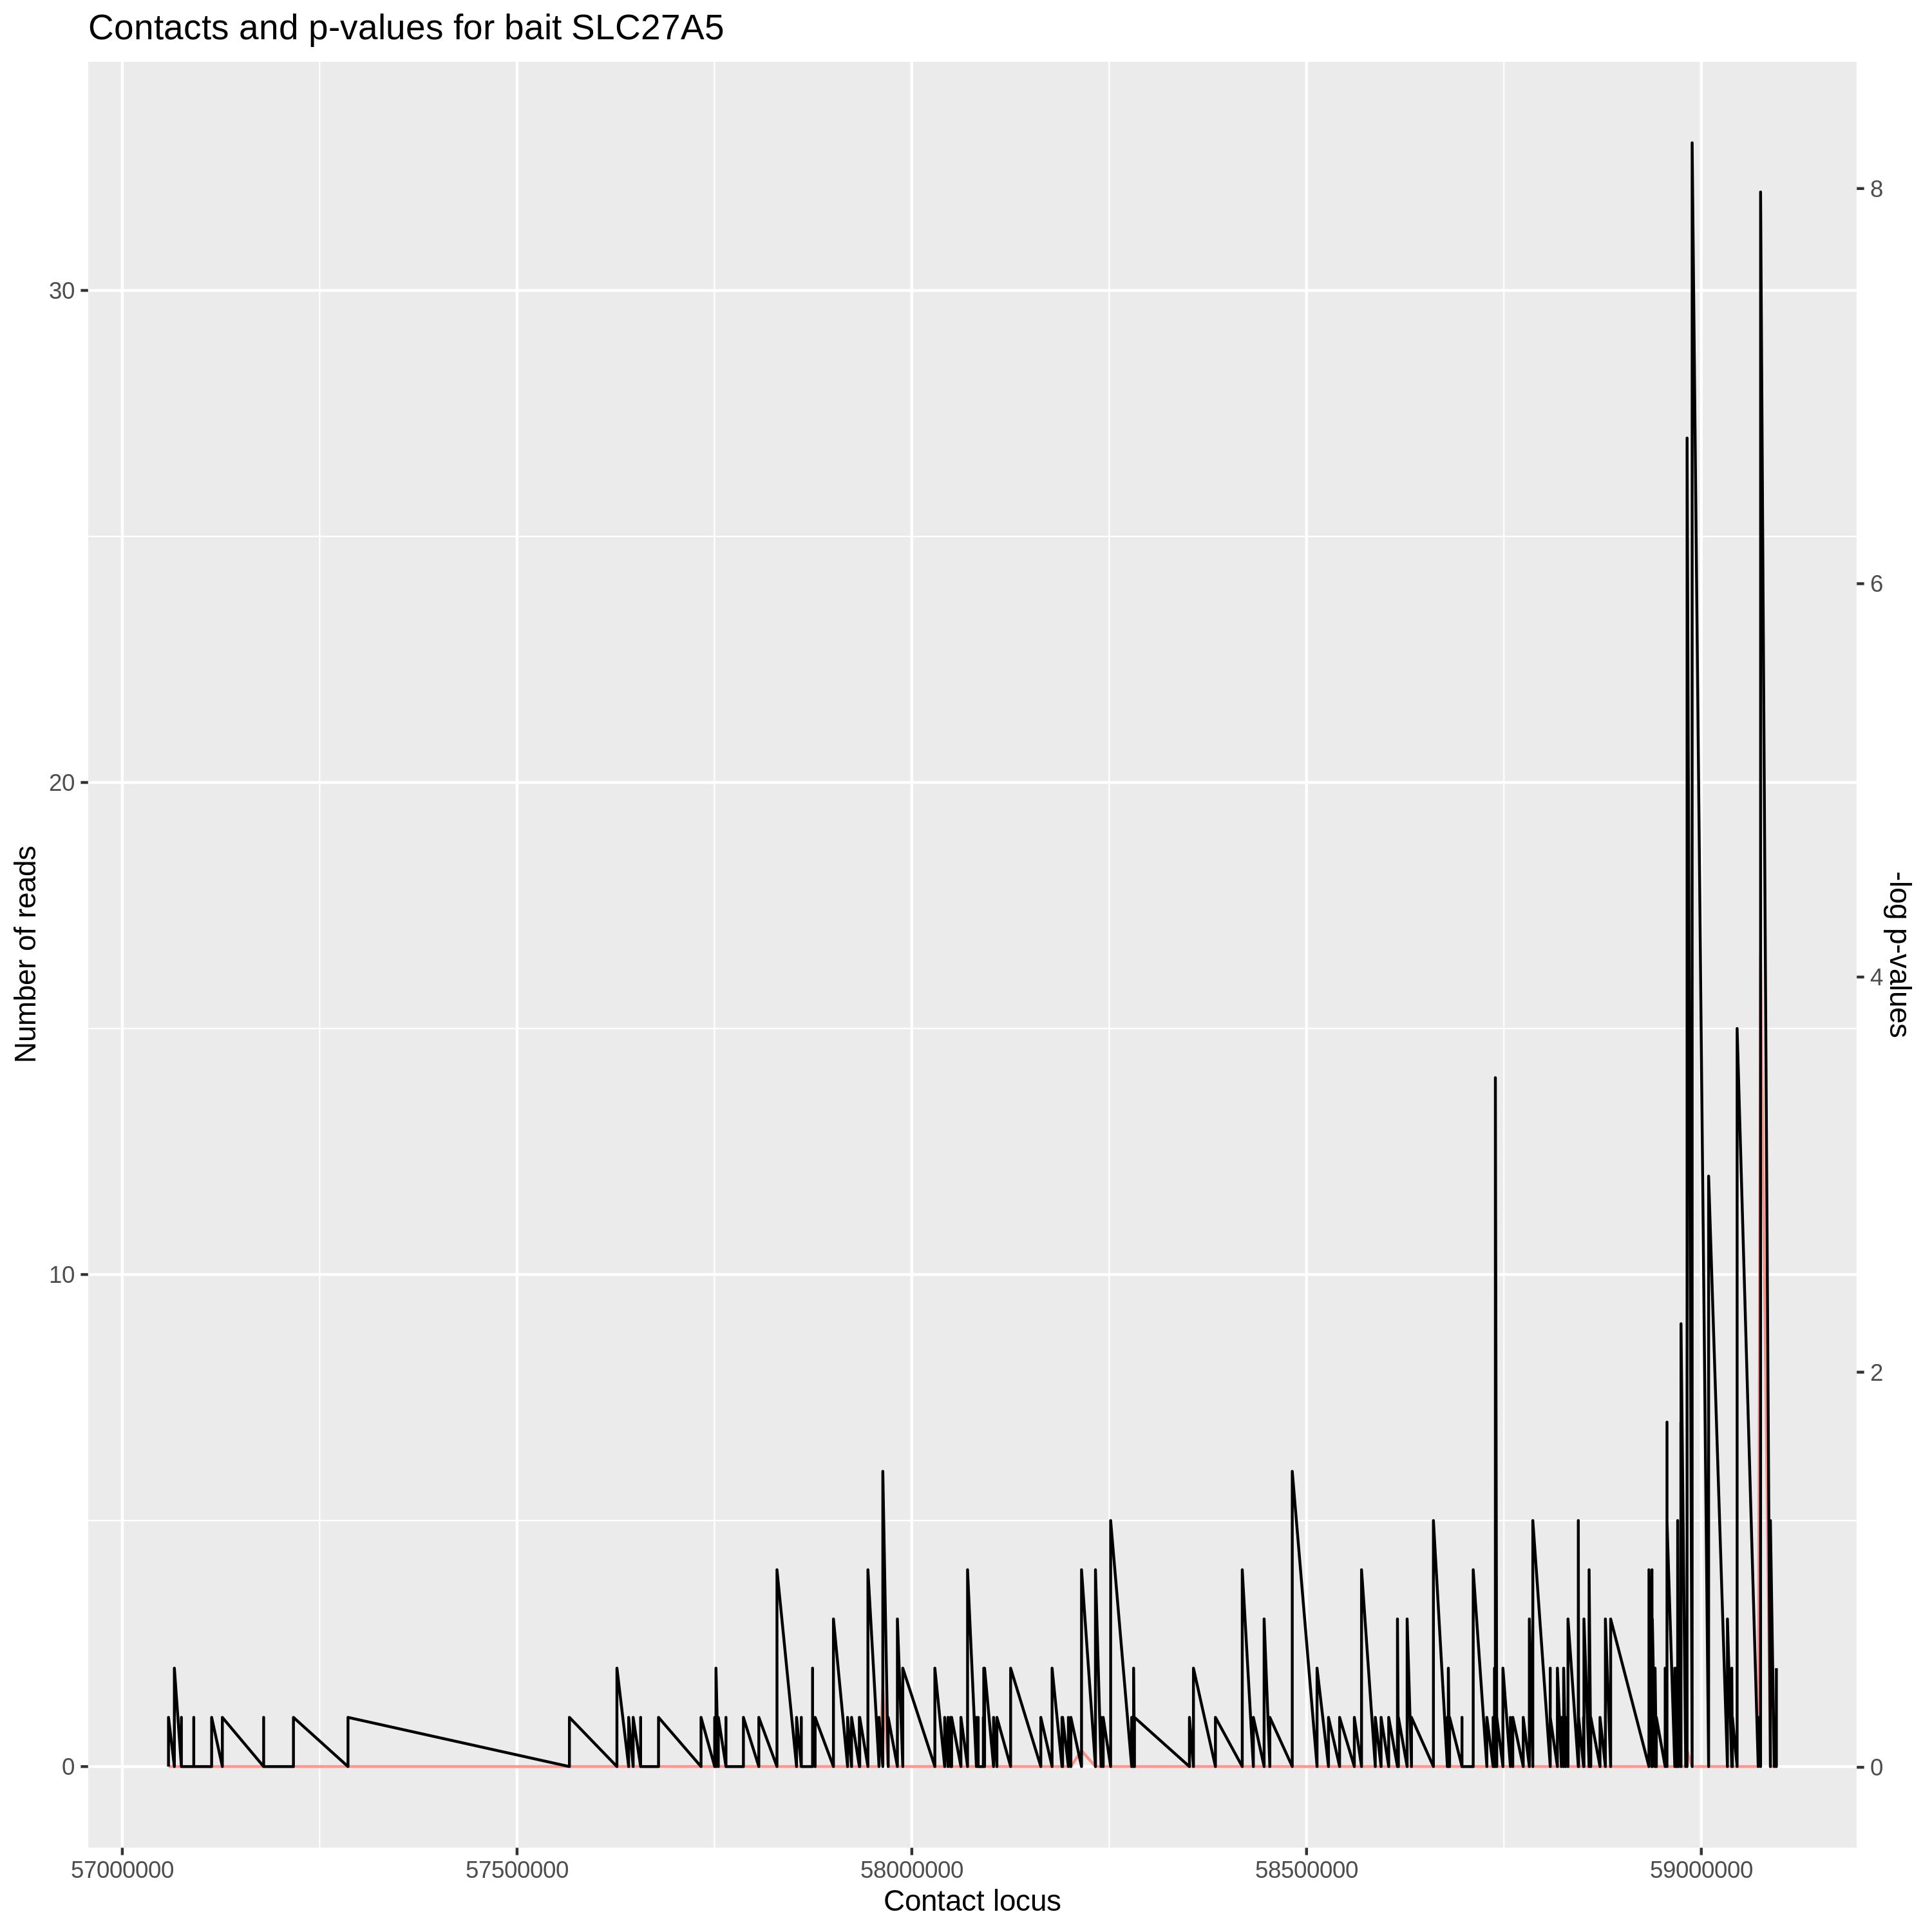 Contacts and p-values for bait SLC27A5
Number of reads
30
20
10
0
8
6
4
2
0
-log p-values
57000000 57500000 58000000 58500000 59000000
Contact locus